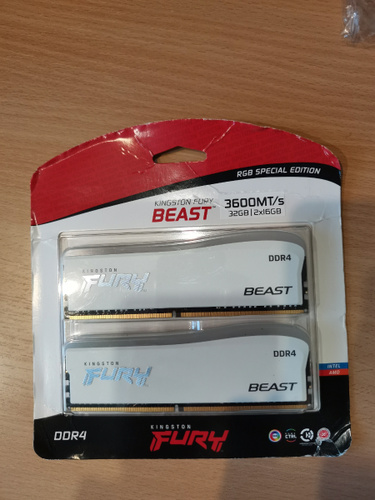 RGB SPECIAL EDITION
KINGSTON FURY
BEAST
3600MT/s
32GB | 2x16GB
KINGSTON
FURY
DDR4
BEAST
KINGSTON
FURY
DDR4
BEAST
INTEL
AMD
DDR4
KINGSTON
FURY